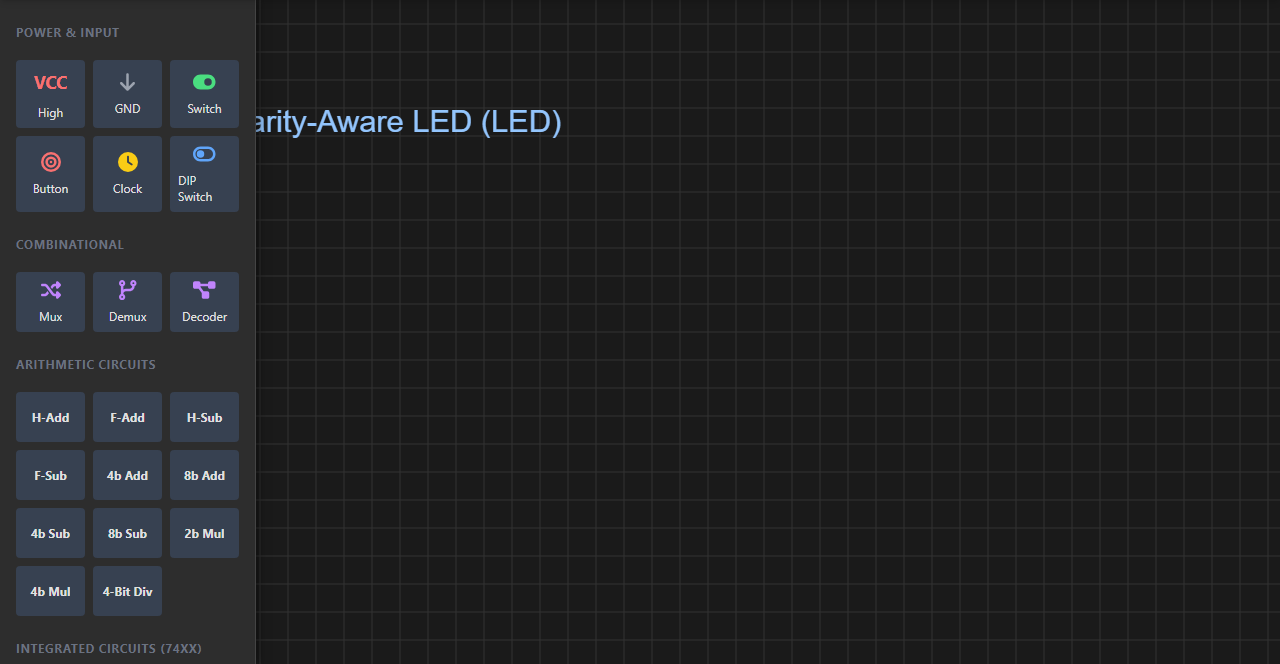 POWER & INPUT
VCC
High
GND
Switch
Button
Clock
DIP
Switch
arity-Aware LED (LED)
COMBINATIONAL
Mux
Demux
Decoder
ARITHMETIC CIRCUITS
H-Add
F-Add
H-Sub
F-Sub
4b Add
8b Add
4b Sub
8b Sub
2b Mul
4b Mul
4-Bit Div
INTEGRATED CIRCUITS (74XX)